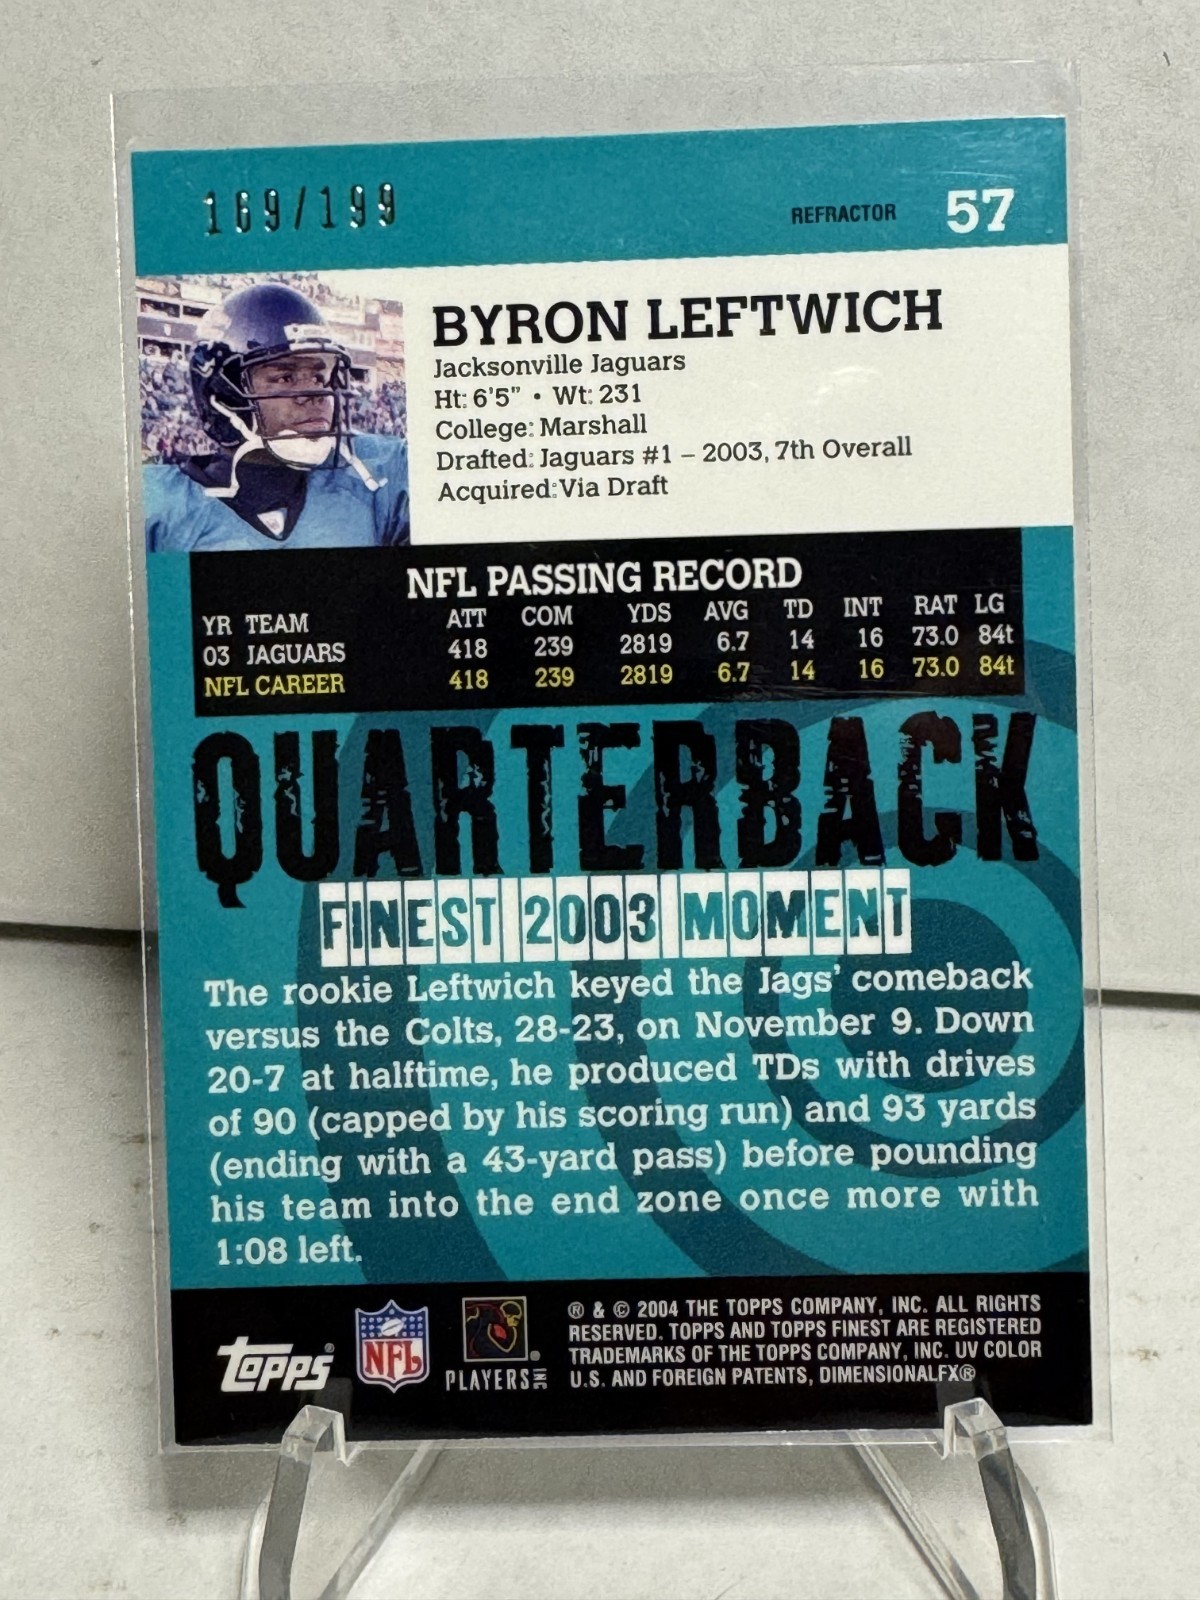 169/199
REFRACTOR 57
BYRON LEFTWICH
Jacksonville Jaguars
Ht: 6'5" • Wt: 231
College: Marshall
Drafted: Jaguars #1 – 2003, 7th Overall
Acquired: Via Draft
NFL PASSING RECORD
YR TEAM ATT COM YDS AVG TD INT RAT LG
03 JAGUARS 418 239 2819 6.7 14 16 73.0 84t
NFL CAREER 418 239 2819 6.7 14 16 73.0 84t
QUARTERBACK
FINEST 2003 MOMENT
The rookie Leftwich keyed the Jags' comeback
versus the Colts, 28-23, on November 9. Down
20-7 at halftime, he produced TDs with drives
of 90 (capped by his scoring run) and 93 yards
(ending with a 43-yard pass) before pounding
his team into the end zone once more with
1:08 left.
topps®
NFL
PLAYERS INC ®
® & © 2004 THE TOPPS COMPANY, INC. ALL RIGHTS
RESERVED. TOPPS AND TOPPS FINEST ARE REGISTERED
TRADEMARKS OF THE TOPPS COMPANY, INC. UV COLOR
U.S. AND FOREIGN PATENTS, DIMENSIONALFX®